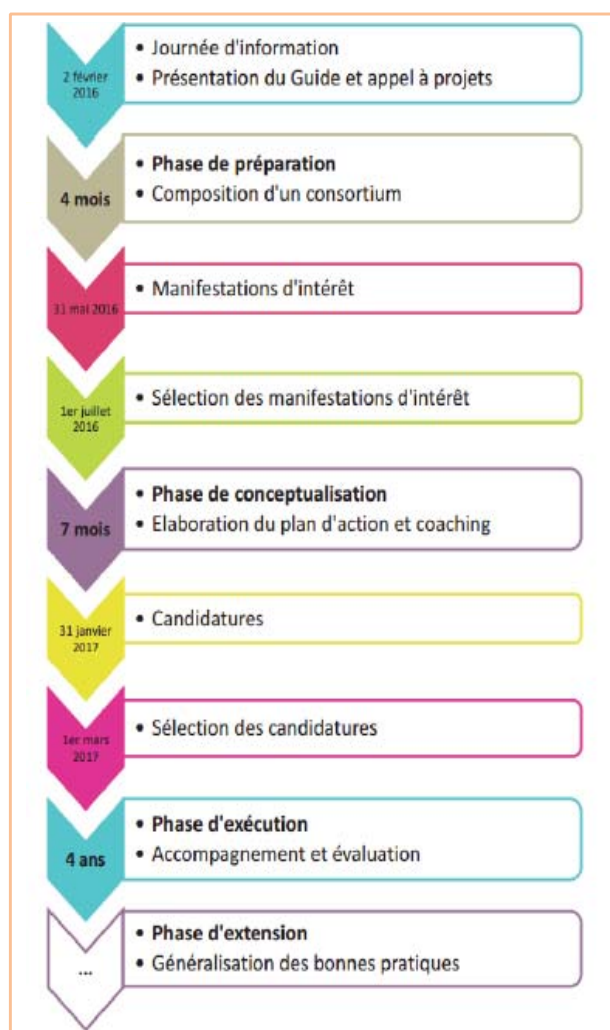 2 février
2016
• Journée d'information
• Présentation du Guide et appel à projets
4 mois
• Phase de préparation
• Composition d'un consortium
31 mai 2016
• Manifestations d'intérêt
1er juillet
2016
• Sélection des manifestations d'intérêt
7 mois
• Phase de conceptualisation
• Elaboration du plan d'action et coaching
31 janvier
2017
• Candidatures
1er mars
2017
• Sélection des candidatures
4 ans
• Phase d'exécution
• Accompagnement et évaluation
...
• Phase d'extension
• Généralisation des bonnes pratiques